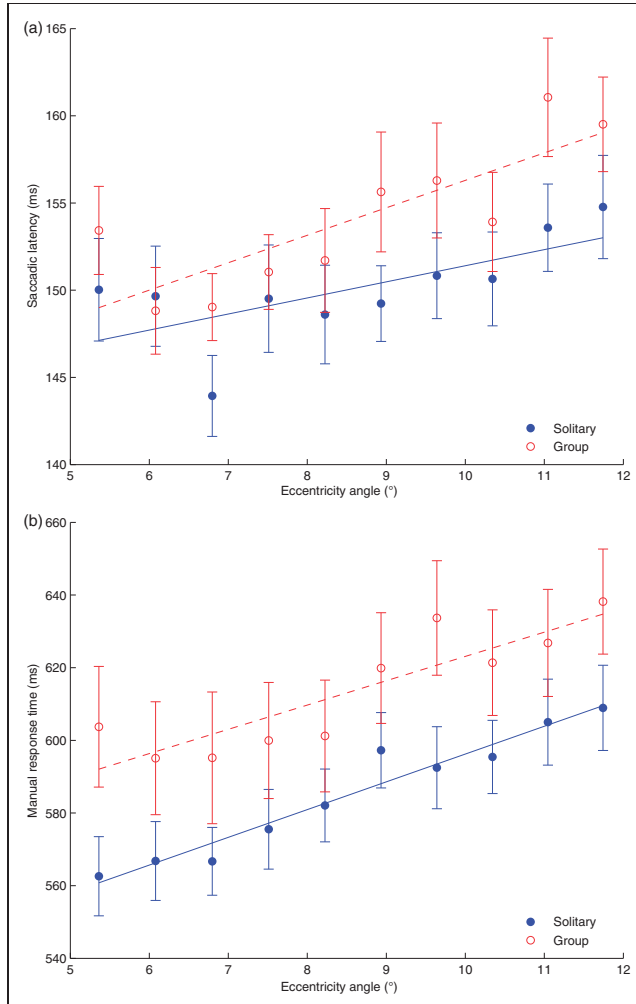 (a)
165
160
155
150
145
140
Saccadic latency (ms)
5 6 7 8 9 10 11 12
Eccentricity angle (°)
Solitary
Group
(b)
660
640
620
600
580
560
540
Manual response time (ms)
5 6 7 8 9 10 11 12
Eccentricity angle (°)
Solitary
Group